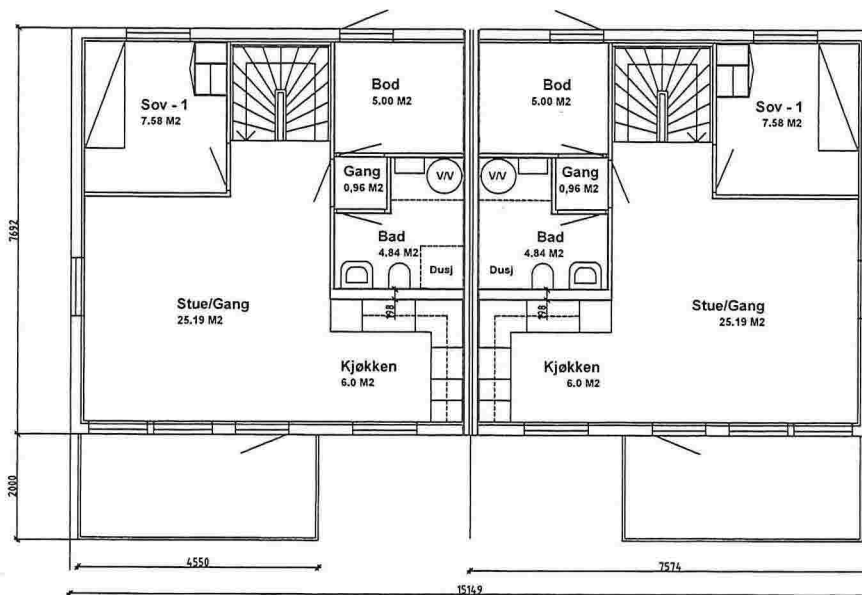 Bod
5.00 M2
Bod
5.00 M2
Sov - 1
7.58 M2
Sov - 1
7.58 M2
Gang
0,96 M2
V/V
V/V
Gang
0,96 M2
Bad
4.84 M2
Bad
4.84 M2
Dusj
Dusj
7692
Stue/Gang
25.19 M2
198
198
Stue/Gang
25.19 M2
Kjøkken
6.0 M2
Kjøkken
6.0 M2
2000
4550
7574
15149